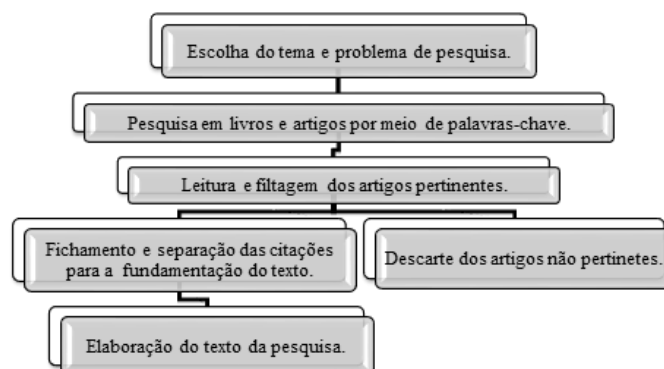 Escolha do tema e problema de pesquisa.
Pesquisa em livros e artigos por meio de palavras-chave.
Leitura e filtagem dos artigos pertinentes.
Fichamento e separação das citações
para a fundamentação do texto.
Descarte dos artigos não pertinetes.
Elaboração do texto da pesquisa.